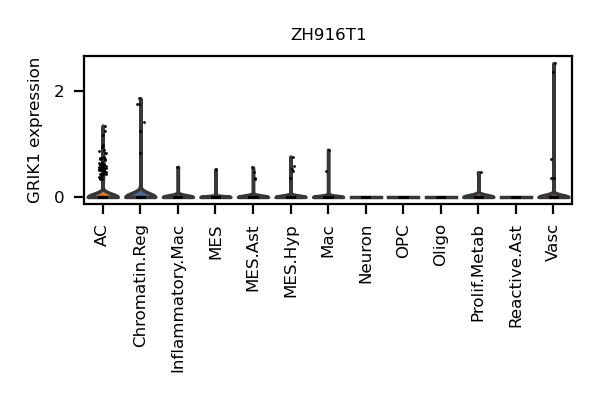 ZH916T1
GRIK1 expression
2
0
AC
Chromatin.Reg
Inflammatory.Mac
MES
MES.Ast
MES.Hyp
Mac
Neuron
OPC
Oligo
Prolif.Metab
Reactive.Ast
Vasc